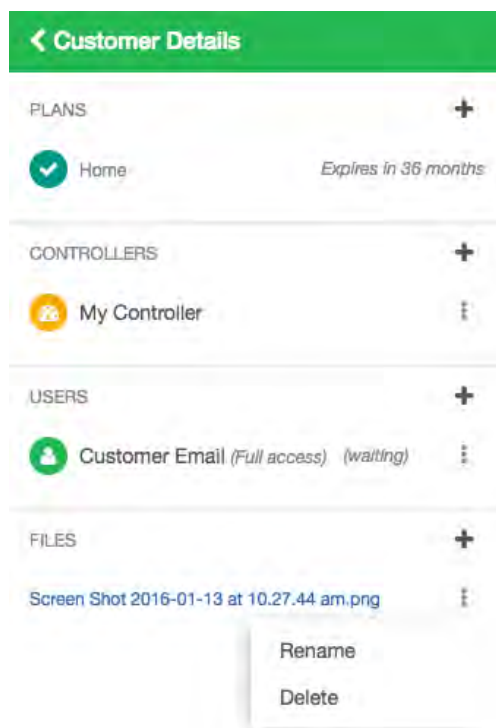 Customer Details
PLANS
Home Expires in 36 months
CONTROLLERS
My Controller
USERS
Customer Email (Full access) (waiting)
FILES
Screen Shot 2016-01-13 at 10.27.44 am.png
Rename
Delete